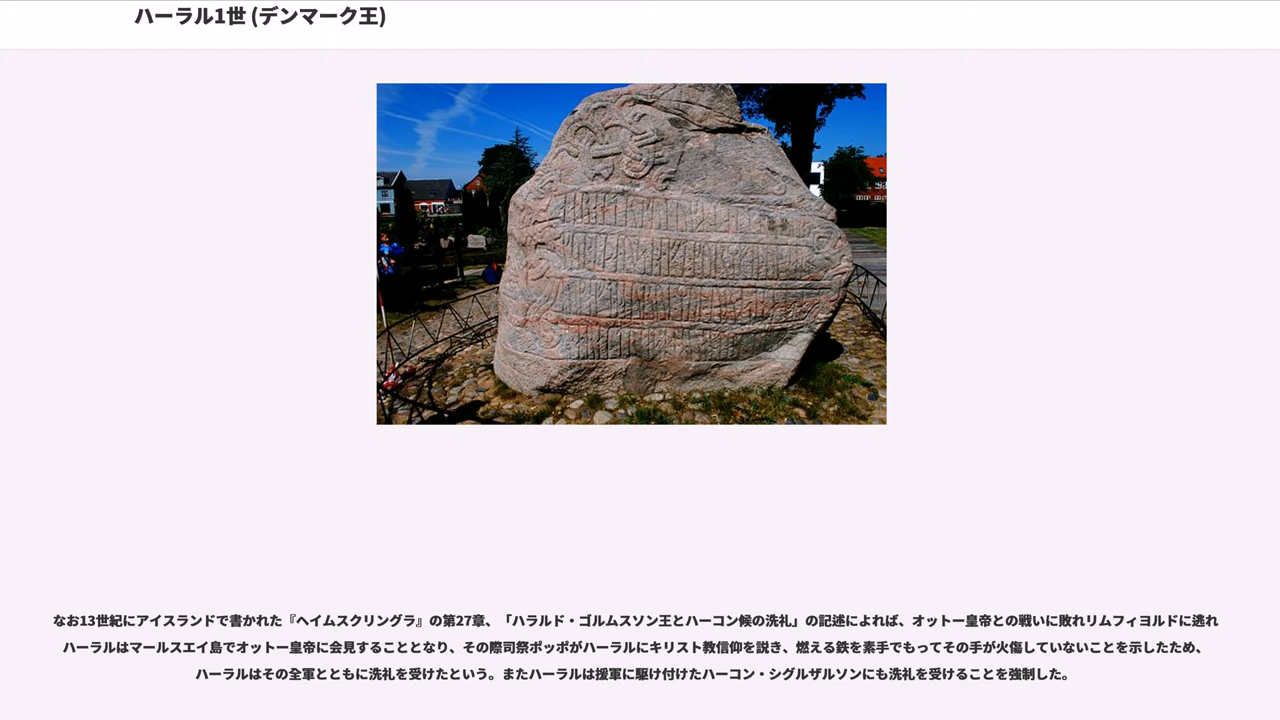 ハーラル1世 (デンマーク王)
なお13世紀にアイスランドで書かれた『ヘイムスクリングラ』の第27章、「ハラルド・ゴルムスソン王とハーコン候の洗礼」の記述によれば、オットー皇帝との戦いに敗れリムフィヨルドに逃れ
ハーラルはマールスエイ島でオットー皇帝に会見することとなり、その際司祭ポッポがハーラルにキリスト教信仰を説き、燃える鉄を素手でもってその手が火傷していないことを示したため、
ハーラルはその全軍とともに洗礼を受けたという。またハーラルは援軍に駆け付けたハーコン・シグルザルソンにも洗礼を受けることを強制した。